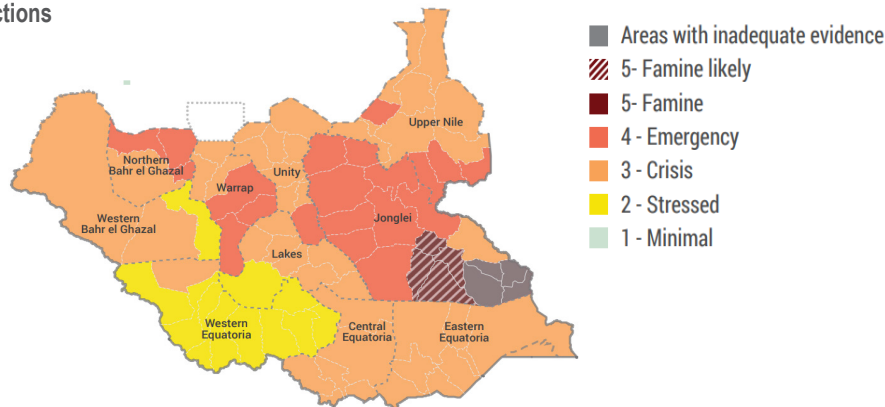 ctions
Areas with inadequate evidence
5- Famine likely
5- Famine
4 - Emergency
3 - Crisis
2 - Stressed
1 - Minimal
Upper Nile
Northern
Bahr el Ghazal
Unity
Warrap
Western
Bahr el Ghazal
Jonglei
Lakes
Western
Equatoria
Central
Equatoria
Eastern
Equatoria